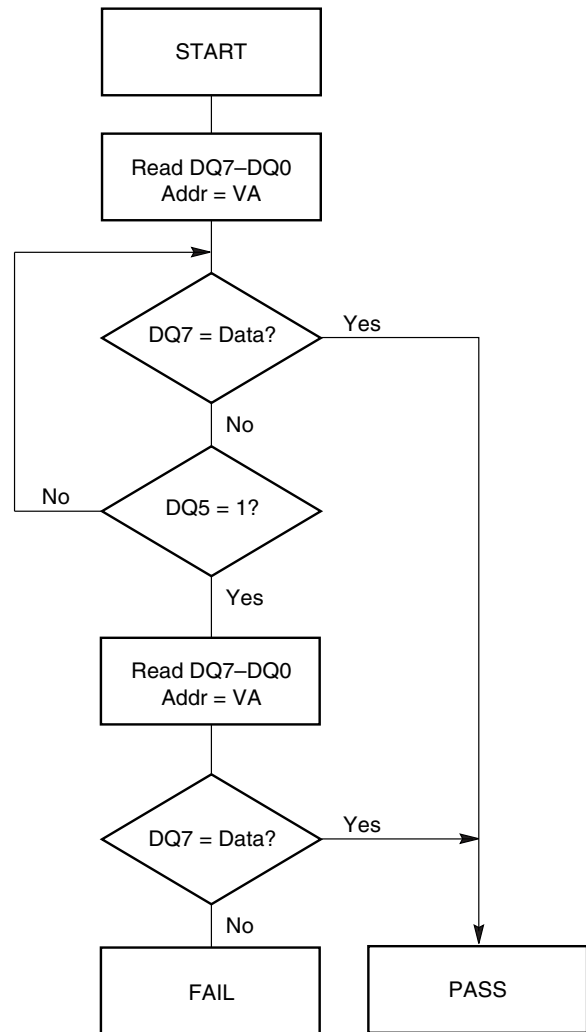 START
Read DQ7–DQ0
Addr = VA
DQ7 = Data?
Yes
No
No
DQ5 = 1?
Yes
Read DQ7–DQ0
Addr = VA
DQ7 = Data?
Yes
No
FAIL
PASS